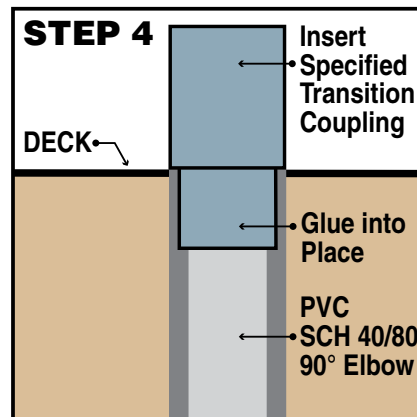 STEP 4
Insert
Specified
Transition
Coupling
DECK
Glue into
Place
PVC
SCH 40/80
90° Elbow